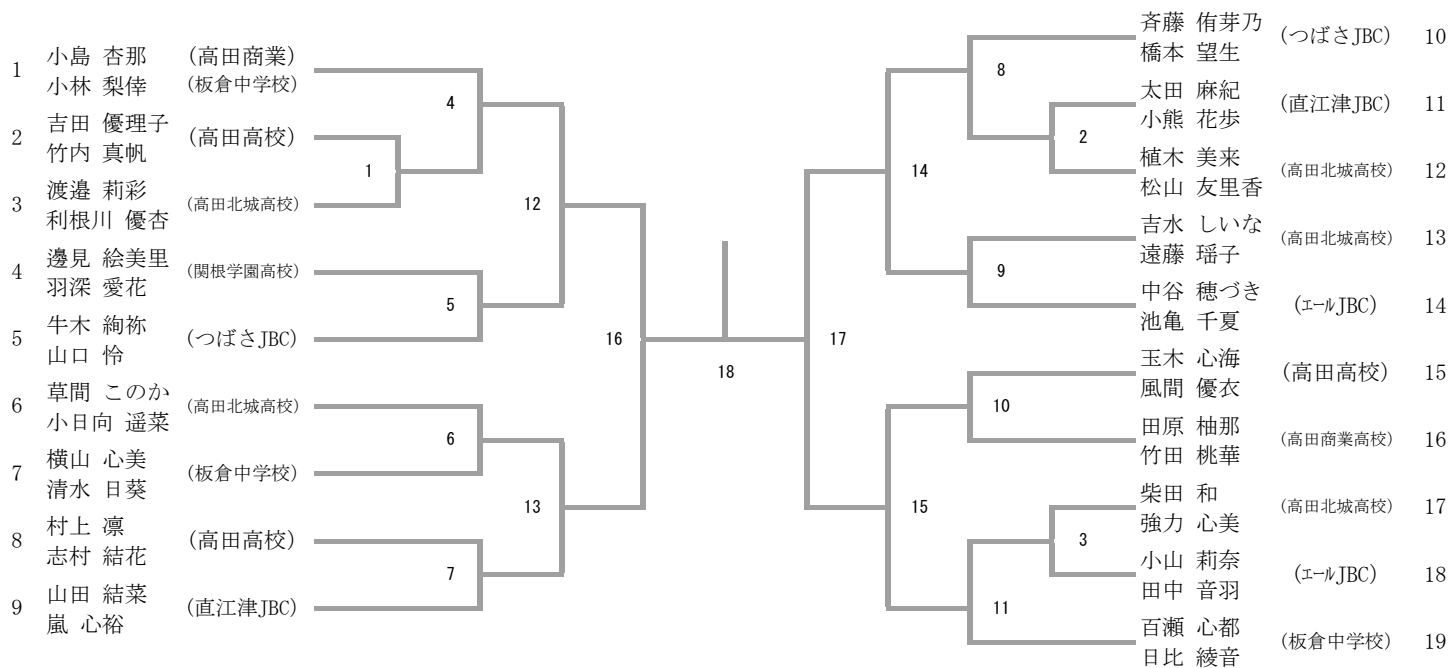 1 小島 杏那 (高田商業)
小林 梨倖 (板倉中学校)
2 吉田 優理子 (高田高校)
竹内 真帆
3 渡邉 莉彩 (高田北城高校)
利根川 優杏
4 邊見 絵美里 (関根学園高校)
羽深 愛花
5 牛木 絢祢 (つばさJBC)
山口 怜
6 草間 このか (高田北城高校)
小日向 遥菜
7 横山 心美 (板倉中学校)
清水 日葵
8 村上 凛 (高田高校)
志村 結花
9 山田 結菜 (直江津JBC)
嵐 心裕
4
1
12
5
16
6
13
7
18
8
2
14
9
17
10
15
3
11
斉藤 侑芽乃 (つばさJBC) 10
橋本 望生
太田 麻紀 (直江津JBC) 11
小熊 花歩
植木 美来 (高田北城高校) 12
松山 友里香
吉水 しいな (高田北城高校) 13
遠藤 瑶子
中谷 穂づき (ｴｰﾙJBC) 14
池亀 千夏
玉木 心海 (高田高校) 15
風間 優衣
田原 柚那 (高田商業高校) 16
竹田 桃華
柴田 和 (高田北城高校) 17
強力 心美
小山 莉奈 (ｴｰﾙJBC) 18
田中 音羽
百瀬 心都 (板倉中学校) 19
日比 綾音